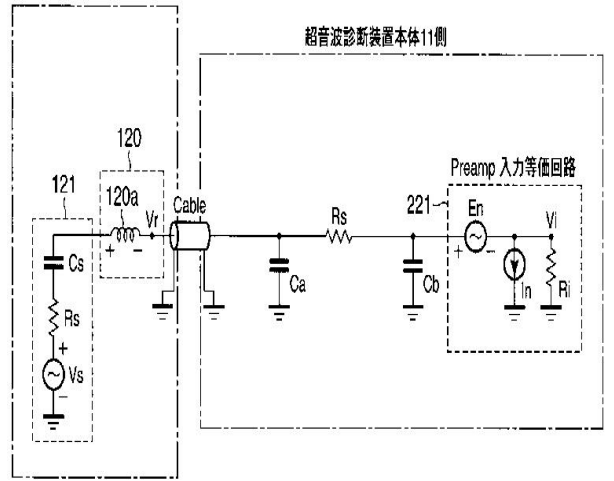 超音波診断装置本体11側
120
121
120a
Vr
Cable
Cs
Rs
Vs
Rs
Ca
Cb
Preamp 入力等価回路
221
En
Vi
In
Ri